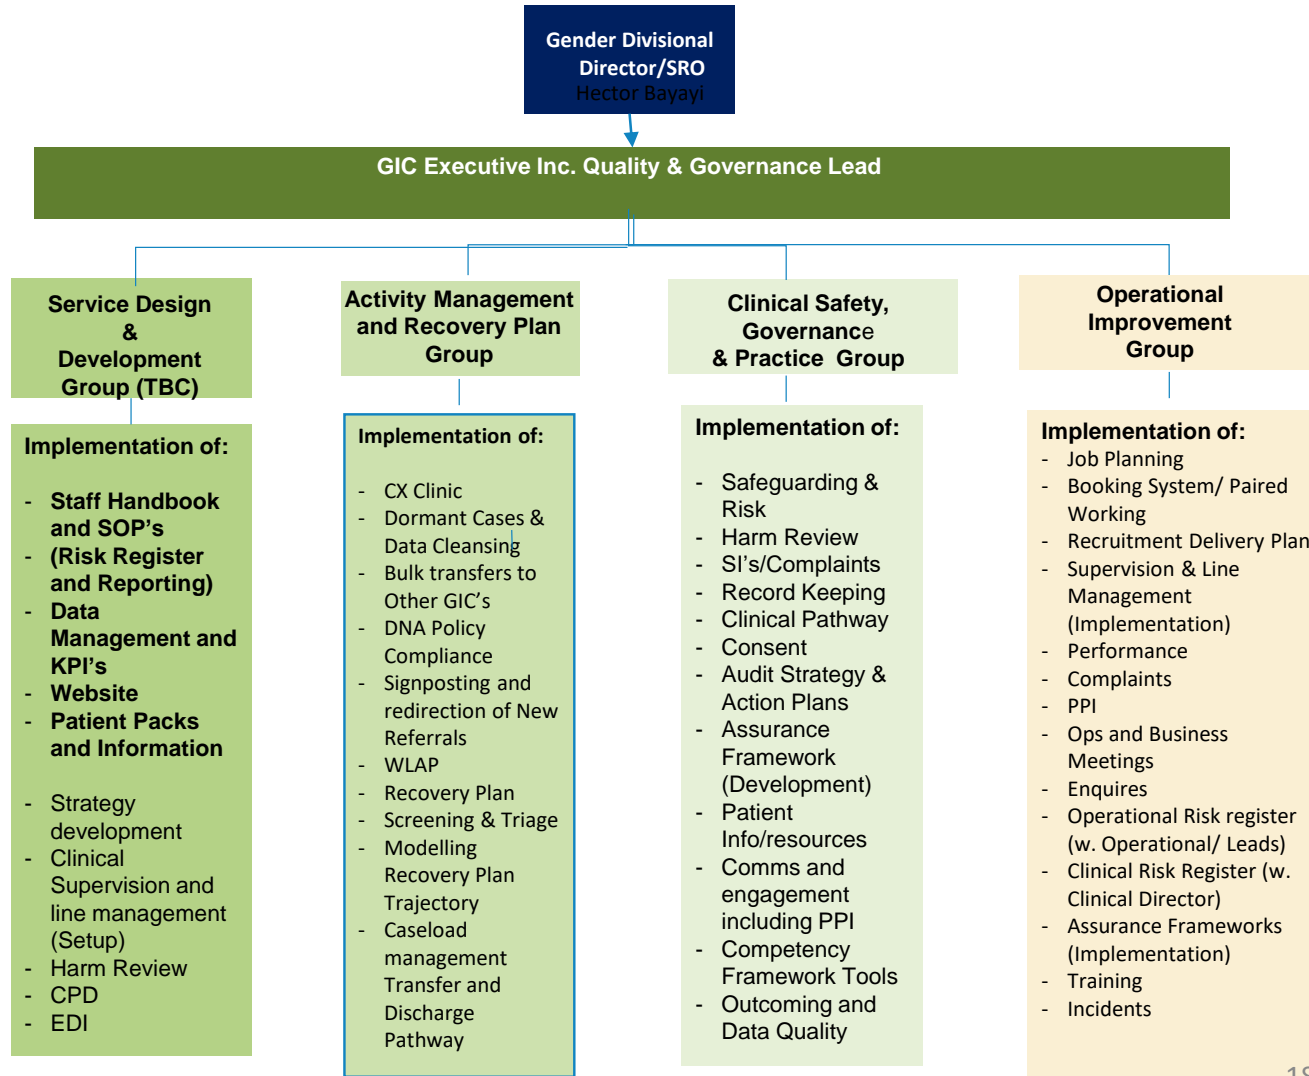 Gender Divisional
Director/SRO
Hector Bayayi
GIC Executive Inc. Quality & Governance Lead
Service Design
&
Development
Group (TBC)
Implementation of:
- Staff Handbook
and SOP's
- (Risk Register
and Reporting)
- Data
Management and
KPI's
- Website
- Patient Packs
and Information
- Strategy
development
- Clinical
Supervision and
line management
(Setup)
- Harm Review
- CPD
- EDI
Activity Management
and Recovery Plan
Group
Implementation of:
- CX Clinic
- Dormant Cases &
Data Cleansing
- Bulk transfers to
Other GIC's
- DNA Policy
Compliance
- Signposting and
redirection of New
Referrals
- WLAP
- Recovery Plan
- Screening & Triage
- Modelling
Recovery Plan
Trajectory
- Caseload
management
Transfer and
Discharge
Pathway
Clinical Safety,
Governance
& Practice Group
Implementation of:
- Safeguarding &
Risk
- Harm Review
- SI's/Complaints
- Record Keeping
- Clinical Pathway
- Consent
- Audit Strategy &
Action Plans
- Assurance
Framework
(Development)
- Patient
Info/resources
- Comms and
engagement
including PPI
- Competency
Framework Tools
- Outcoming and
Data Quality
Operational
Improvement
Group
Implementation of:
- Job Planning
- Booking System/ Paired
Working
- Recruitment Delivery Plan
- Supervision & Line
Management
(Implementation)
- Performance
- Complaints
- PPI
- Ops and Business
Meetings
- Enquires
- Operational Risk register
(w. Operational/ Leads)
- Clinical Risk Register (w.
Clinical Director)
- Assurance Frameworks
(Implementation)
- Training
- Incidents